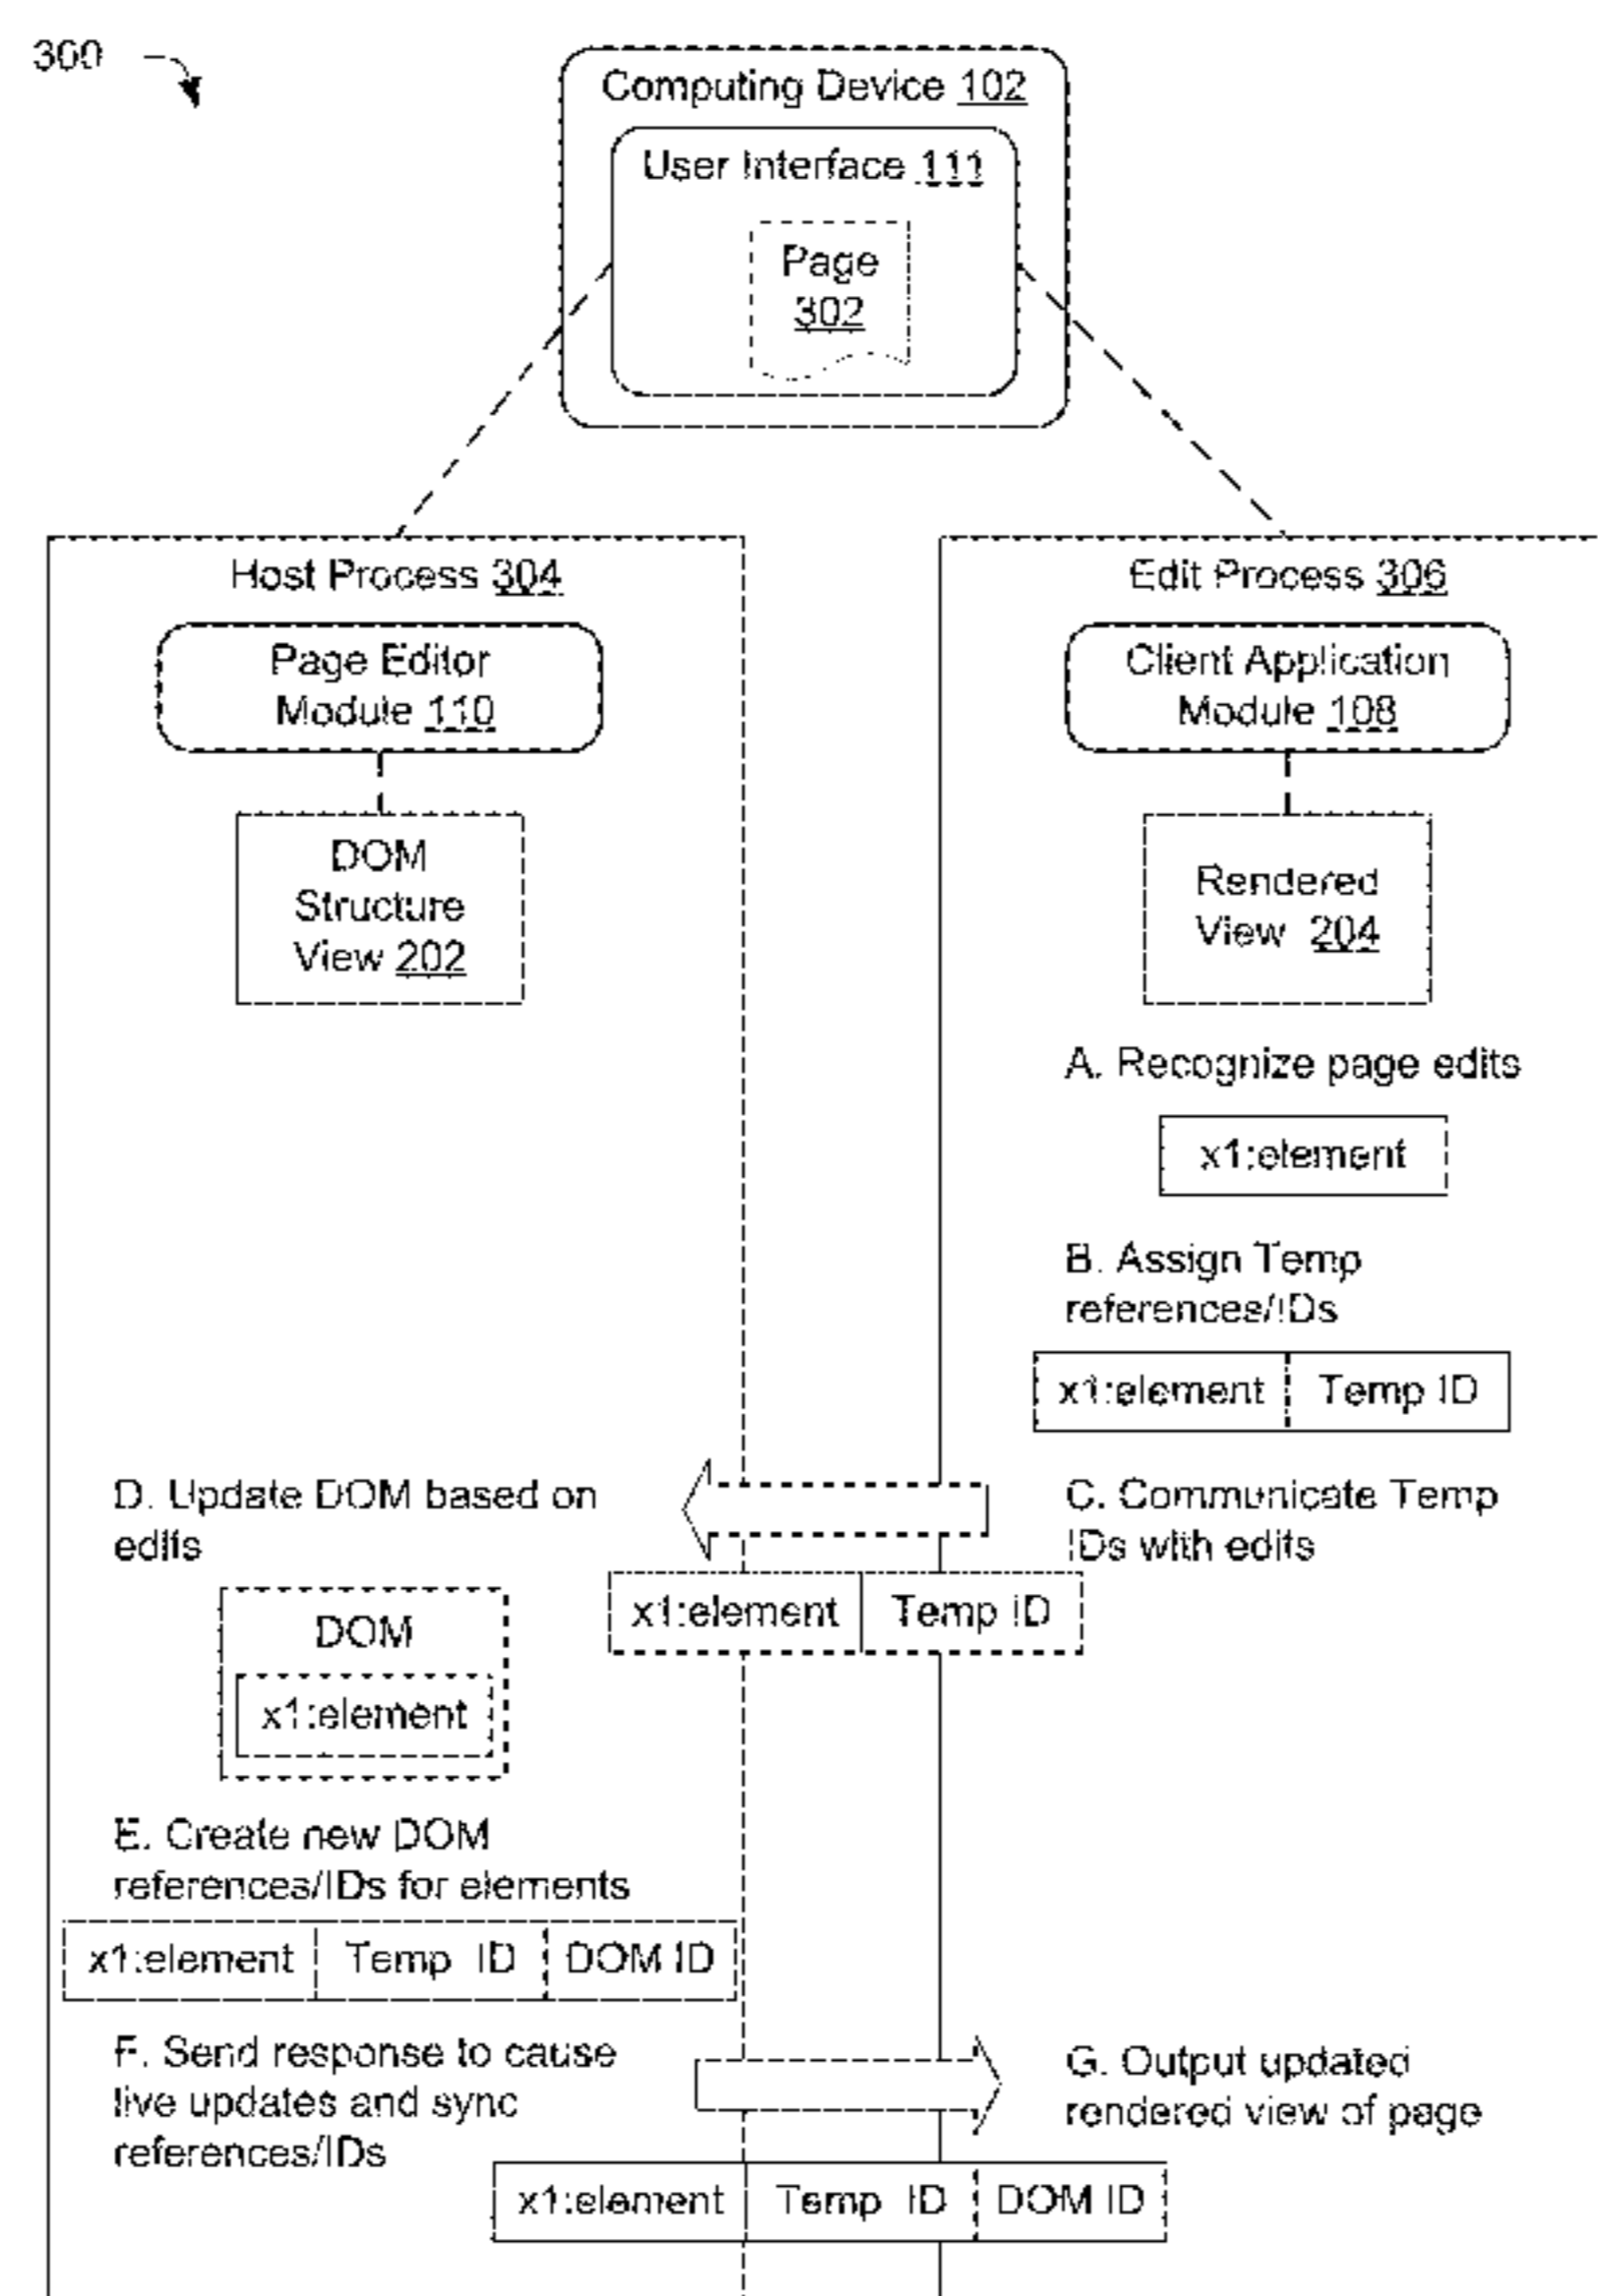 300
Computing Device 102
User Interface 111
Page
302
Host Process 304
Page Editor
Module 110
DOM
Structure
View 202
Edit Process 306
Client Application
Module 108
Rendered
View 204
A. Recognize page edits
x1:element
B. Assign Temp
references/IDs
x1:element Temp ID
C. Communicate Temp
IDs with edits
x1:element Temp ID
D. Update DOM based on
edits
DOM
x1:element
E. Create new DOM
references/IDs for elements
x1:element Temp ID DOM ID
F. Send response to cause
live updates and sync
references/IDs
x1:element Temp ID DOM ID
G. Output updated
rendered view of page